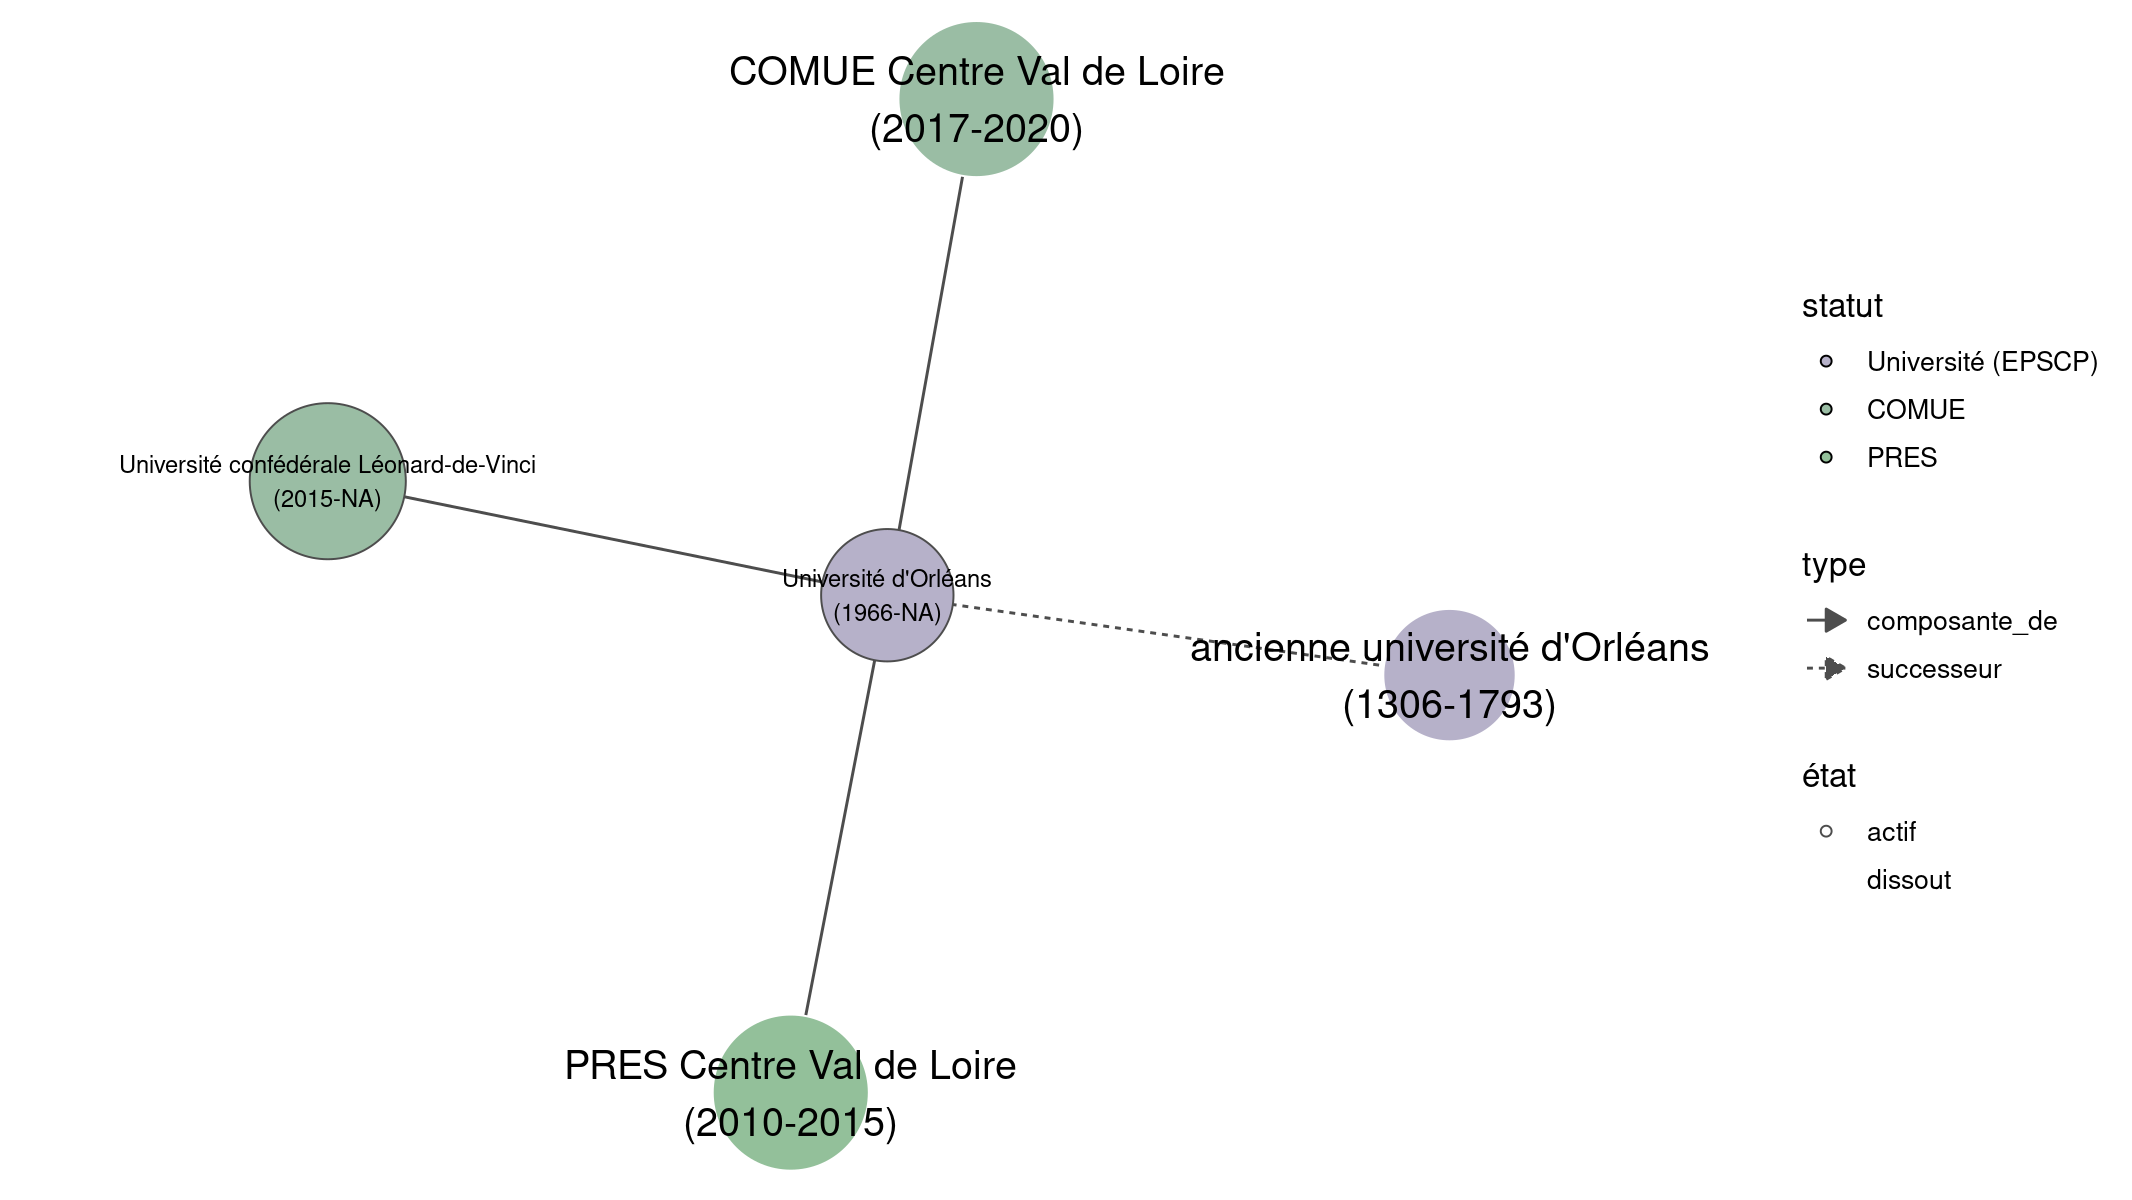 COMUE Centre Val de Loire
(2017-2020)
Université confédérale Léonard-de-Vinci
(2015-NA)
Université d'Orléans
(1966-NA)
ancienne université d'Orléans
(1306-1793)
PRES Centre Val de Loire
(2010-2015)
statut
Université (EPSCP)
COMUE
PRES
type
composante_de
successeur
état
actif
dissout